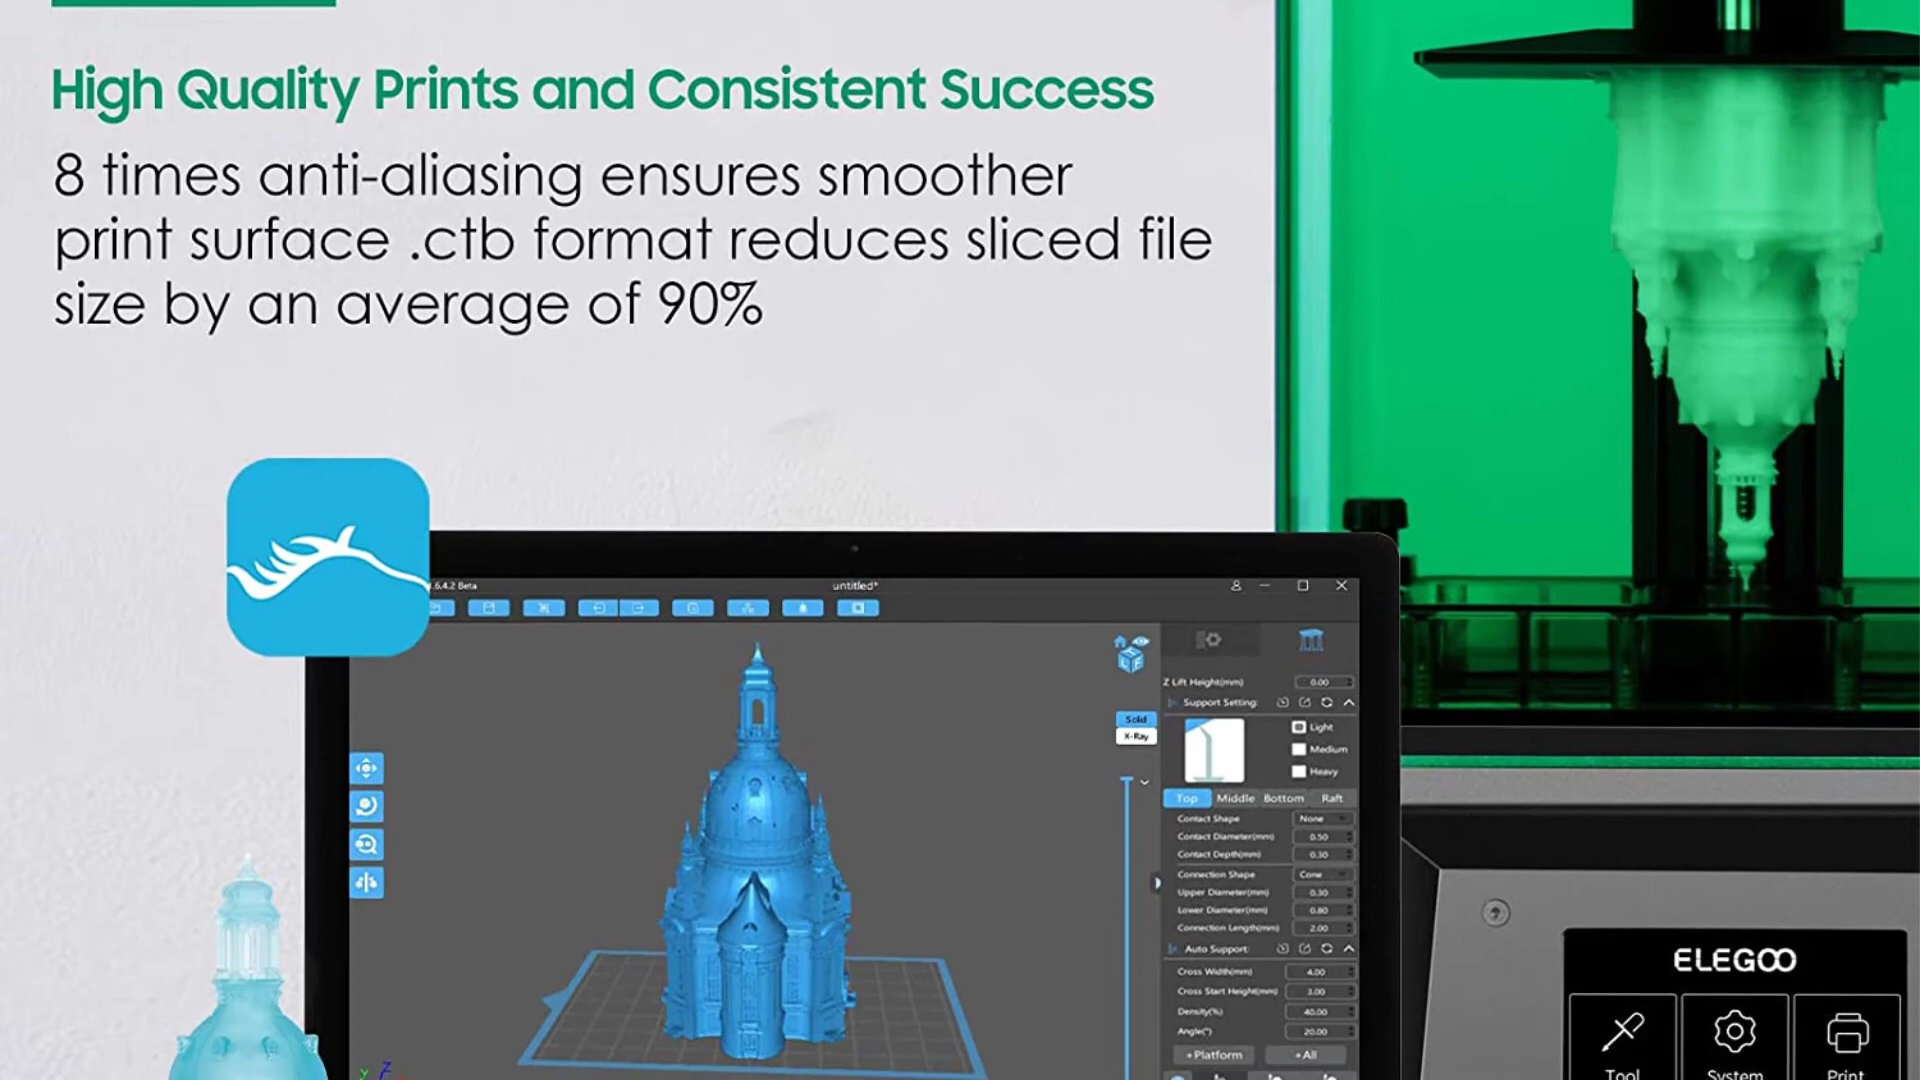 High Quality Prints and Consistent Success
8 times anti-aliasing ensures smoother
print surface .ctb format reduces sliced file
size by an average of 90%
.6.4.2 Beta
untitled*
Z Lift Height(mm) 0.00
Support Setting:
Solid
X-Ray
Light
Medium
Heavy
Top Middle Bottom Raft
Contact Shape None
Contact Diameter(mm) 0.50
Contact Depth(mm) 0.30
Connection Shape Cone
Upper Diameter(mm) 0.30
Lower Diameter(mm) 0.80
Connection Length(mm) 2.00
Auto Support:
Cross Width(mm) 4.00
Cross Start Height(mm) 3.00
Density(%) 40.00
Angle(°) 20.00
+Platform +All
Y Z
ELEGOO
Tool System Print